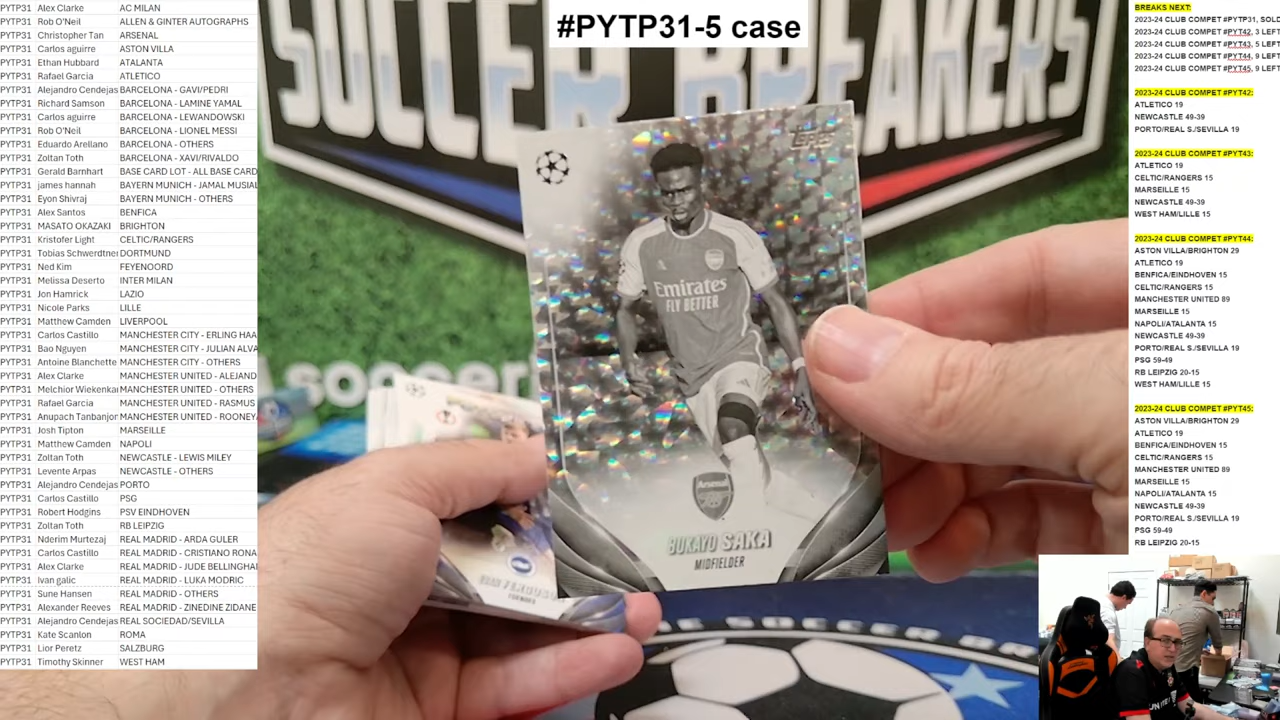 #PYTP31-5 case
PYTP31 Alex Clarke AC MILAN
PYTP31 Rob O'Neil ALLEN & GINTER AUTOGRAPHS
PYTP31 Christopher Tan ARSENAL
PYTP31 Carlos aguirre ASTON VILLA
PYTP31 Ethan Hubbard ATALANTA
PYTP31 Rafael Garcia ATLETICO
PYTP31 Alejandro Cendejas BARCELONA - GAVI/PEDRI
PYTP31 Richard Samson BARCELONA - LAMINE YAMAL
PYTP31 Carlos aguirre BARCELONA - LEWANDOWSKI
PYTP31 Rob O'Neil BARCELONA - LIONEL MESSI
PYTP31 Eduardo Arellano BARCELONA - OTHERS
PYTP31 Zoltan Toth BARCELONA - XAVI/RIVALDO
PYTP31 Gerald Barnhart BASE CARD LOT - ALL BASE CARD
PYTP31 james hannah BAYERN MUNICH - JAMAL MUSIAL
PYTP31 Eyon Shivraj BAYERN MUNICH - OTHERS
PYTP31 Alex Santos BENFICA
PYTP31 MASATO OKAZAKI BRIGHTON
PYTP31 Kristofer Light CELTIC/RANGERS
PYTP31 Tobias Schwerdtner DORTMUND
PYTP31 Ned Kim FEYENOORD
PYTP31 Melissa Deserto INTER MILAN
PYTP31 Jon Hamrick LAZIO
PYTP31 Nicole Parks LILLE
PYTP31 Matthew Camden LIVERPOOL
PYTP31 Carlos Castillo MANCHESTER CITY - ERLING HAA
PYTP31 Bao Nguyen MANCHESTER CITY - JULIAN ALVA
PYTP31 Antoine Blanchette MANCHESTER CITY - OTHERS
PYTP31 Alex Clarke MANCHESTER UNITED - ALEJAND
PYTP31 Melchior Wiekenkar MANCHESTER UNITED - OTHERS
PYTP31 Rafael Garcia MANCHESTER UNITED - RASMUS
PYTP31 Anupach Tanbanjor MANCHESTER UNITED - ROONEY
PYTP31 Josh Tipton MARSEILLE
PYTP31 Matthew Camden NAPOLI
PYTP31 Zoltan Toth NEWCASTLE - LEWIS MILEY
PYTP31 Levente Arpas NEWCASTLE - OTHERS
PYTP31 Alejandro Cendejas PORTO
PYTP31 Carlos Castillo PSG
PYTP31 Robert Hodgins PSV EINDHOVEN
PYTP31 Zoltan Toth RB LEIPZIG
PYTP31 Nderim Murtezaj REAL MADRID - ARDA GULER
PYTP31 Carlos Castillo REAL MADRID - CRISTIANO RONA
PYTP31 Alex Clarke REAL MADRID - JUDE BELLINGHA
PYTP31 Ivan galic REAL MADRID - LUKA MODRIC
PYTP31 Sune Hansen REAL MADRID - OTHERS
PYTP31 Alexander Reeves REAL MADRID - ZINEDINE ZIDANE
PYTP31 Alejandro Cendejas REAL SOCIEDAD/SEVILLA
PYTP31 Kate Scanlon ROMA
PYTP31 Lior Peretz SALZBURG
PYTP31 Timothy Skinner WEST HAM
SOCCER BREAKERS
soccer
Topps
Emirates
FLY BETTER
Arsenal
BUKAYO SAKA
MIDFIELDER
FORWARD
BREAKS NEXT:
2023-24 CLUB COMPET #PYTP31, SOLD
2023-24 CLUB COMPET #PYT42, 3 LEFT
2023-24 CLUB COMPET #PYT43, 5 LEFT
2023-24 CLUB COMPET #PYT44, 9 LEFT
2023-24 CLUB COMPET #PYT45, 9 LEFT
2023-24 CLUB COMPET #PYT42:
ATLETICO 19
NEWCASTLE 49-39
PORTO/REAL S./SEVILLA 19
2023-24 CLUB COMPET #PYT43:
ATLETICO 19
CELTIC/RANGERS 15
MARSEILLE 15
NEWCASTLE 49-39
WEST HAM/LILLE 15
2023-24 CLUB COMPET #PYT44:
ASTON VILLA/BRIGHTON 29
ATLETICO 19
BENFICA/EINDHOVEN 15
CELTIC/RANGERS 15
MANCHESTER UNITED 89
MARSEILLE 15
NAPOLI/ATALANTA 15
NEWCASTLE 49-39
PORTO/REAL S./SEVILLA 19
PSG 59-49
RB LEIPZIG 20-15
WEST HAM/LILLE 15
2023-24 CLUB COMPET #PYT45:
ASTON VILLA/BRIGHTON 29
ATLETICO 19
BENFICA/EINDHOVEN 15
CELTIC/RANGERS 15
MANCHESTER UNITED 89
MARSEILLE 15
NAPOLI/ATALANTA 15
NEWCASTLE 49-39
PORTO/REAL S./SEVILLA 19
PSG 59-49
RB LEIPZIG 20-15